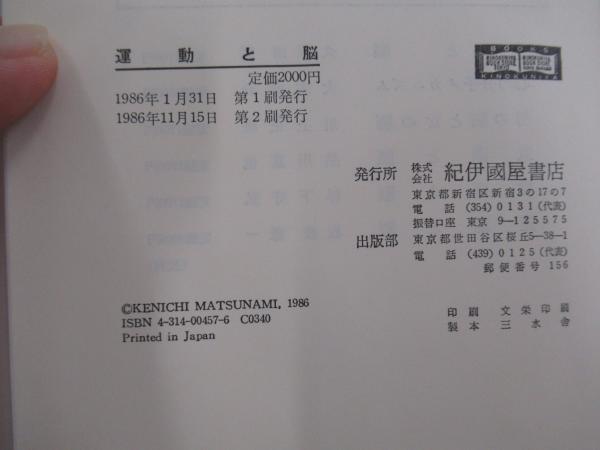 運動と脳
定価2000円
1986年1月31日 第1刷発行
1986年11月15日 第2刷発行
BOOKS
KINOKUNIYA
発行所 株式会社 紀伊國屋書店
東京都新宿区新宿3の17の7
電話 (354) 0131 (代表)
振替口座 東京 9-125575
出版部 東京都世田谷区桜丘5-38-1
電話 (439) 0125 (代表)
郵便番号 156
©KENICHI MATSUNAMI, 1986
ISBN 4-314-00457-6 C0340
Printed in Japan
印刷 文栄印刷
製本 三水舎